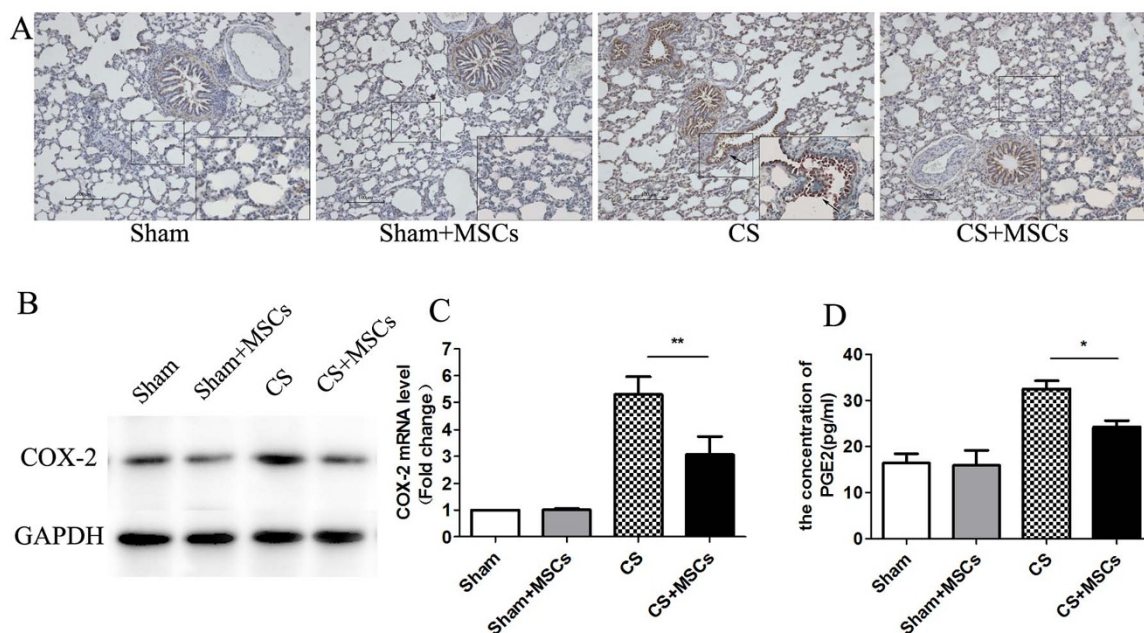 A
Sham
Sham+MSCs
CS
CS+MSCs
B
Sham
Sham+MSCs
CS
CS+MSCs
COX-2
GAPDH
C
COX-2 mRNA level
(Fold change)
7
6
5
4
3
2
1
0
**
Sham
Sham+MSCs
CS
CS+MSCs
D
the concentration of
PGE2(pg/ml)
40
30
20
10
0
*
Sham
Sham+MSCs
CS
CS+MSCs